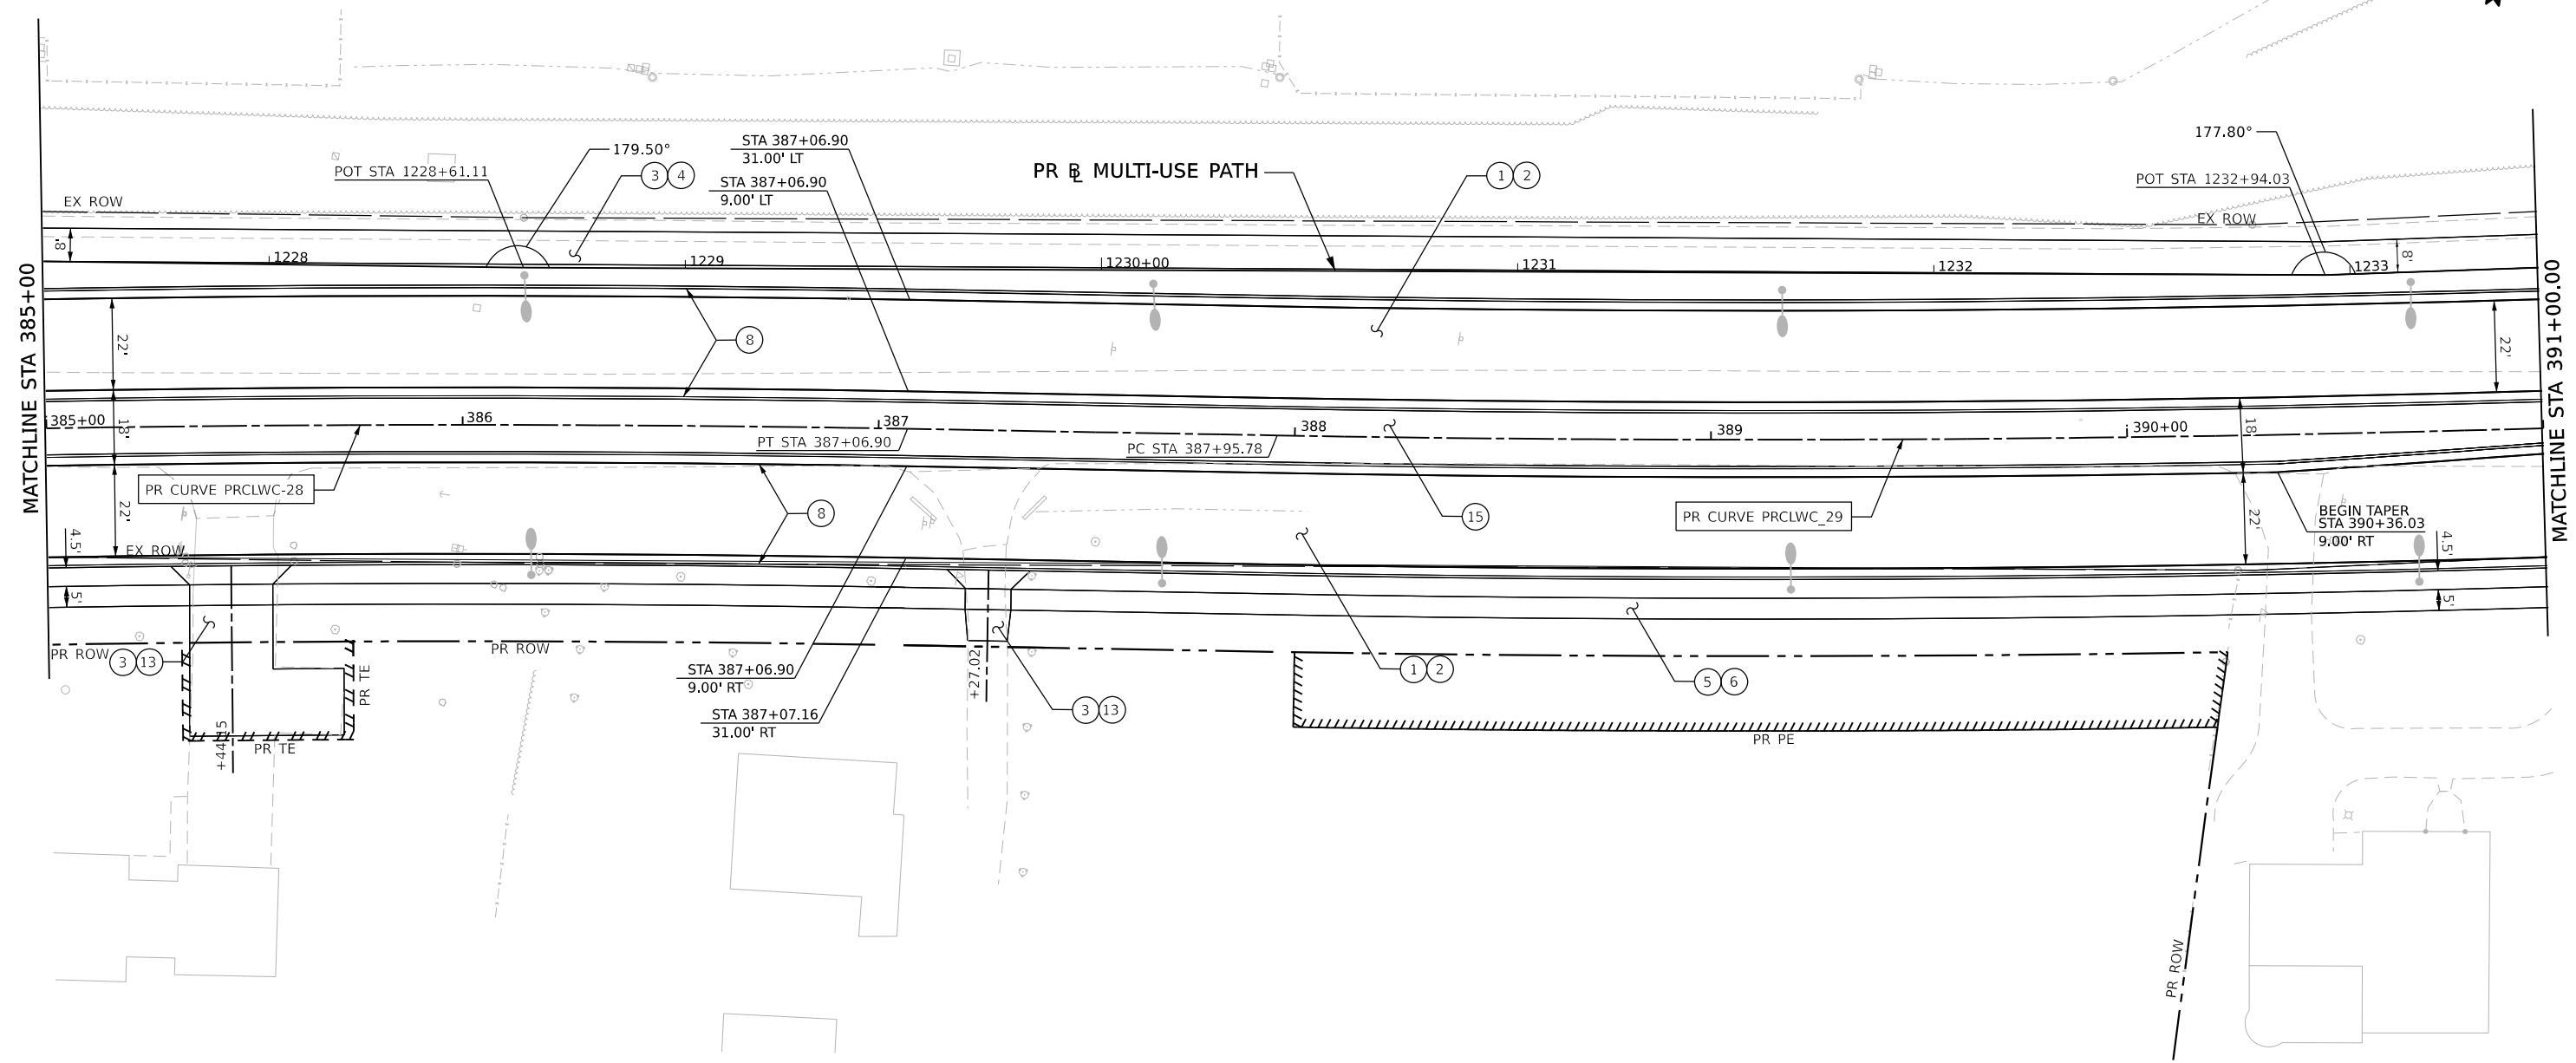 177.80°
STA 387+06.90
31.00' LT
179.50°
POT STA 1228+61.11
3 4
STA 387+06.90
9.00' LT
PR BL MULTI-USE PATH
1 2
POT STA 1232+94.03
EX ROW
EX ROW
8'
8'
1228
1229
1230+00
1231
1232
1233
MATCHLINE STA 385+00
MATCHLINE STA 391+00.00
22'
8
22'
385+00
386
387
388
389
390+00
18'
18'
PT STA 387+06.90
PC STA 387+95.78
PR CURVE PRCLWC-28
8
15
PR CURVE PRCLWC_29
22'
22'
BEGIN TAPER
STA 390+36.03
9.00' RT
4.5'
4.5'
EX ROW
5'
5'
PR ROW
3 13
PR ROW
PR TE
STA 387+06.90
9.00' RT
+27.02
1 2
5 6
STA 387+07.16
31.00' RT
3 13
+44.15
PR TE
PR PE
PR ROW